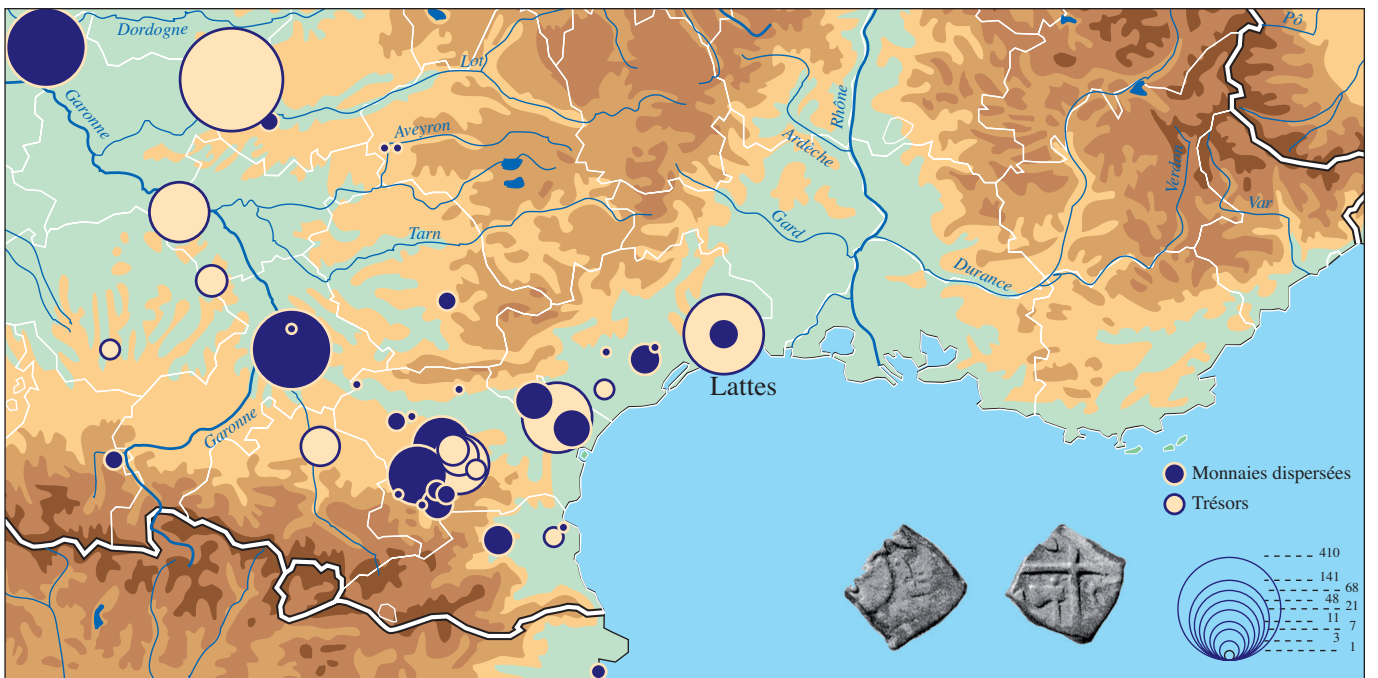 Dordogne
Pô
Lot
Garonne
Rhône
Aveyron
Ardèche
Verdon
Var
Gard
Tarn
Durance
Lattes
Garonne
Monnaies dispersées
Trésors
410
141
68
48
21
11
7
3
1